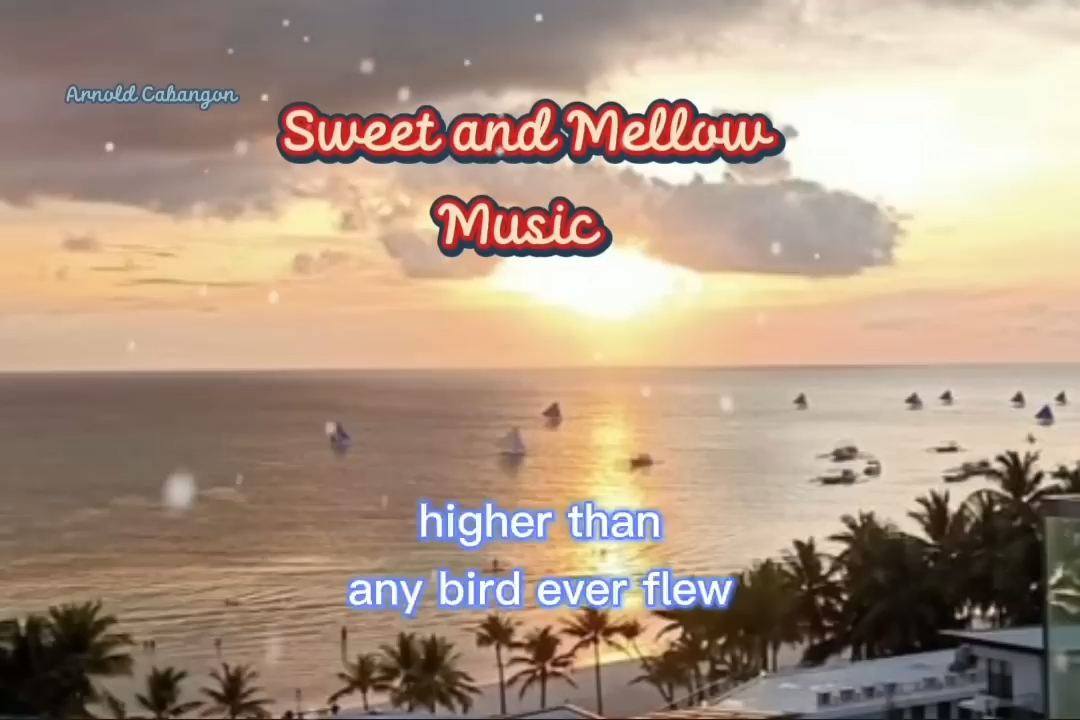 Arnold Cabangon
Sweet and Mellow
Music
higher than
any bird ever flew